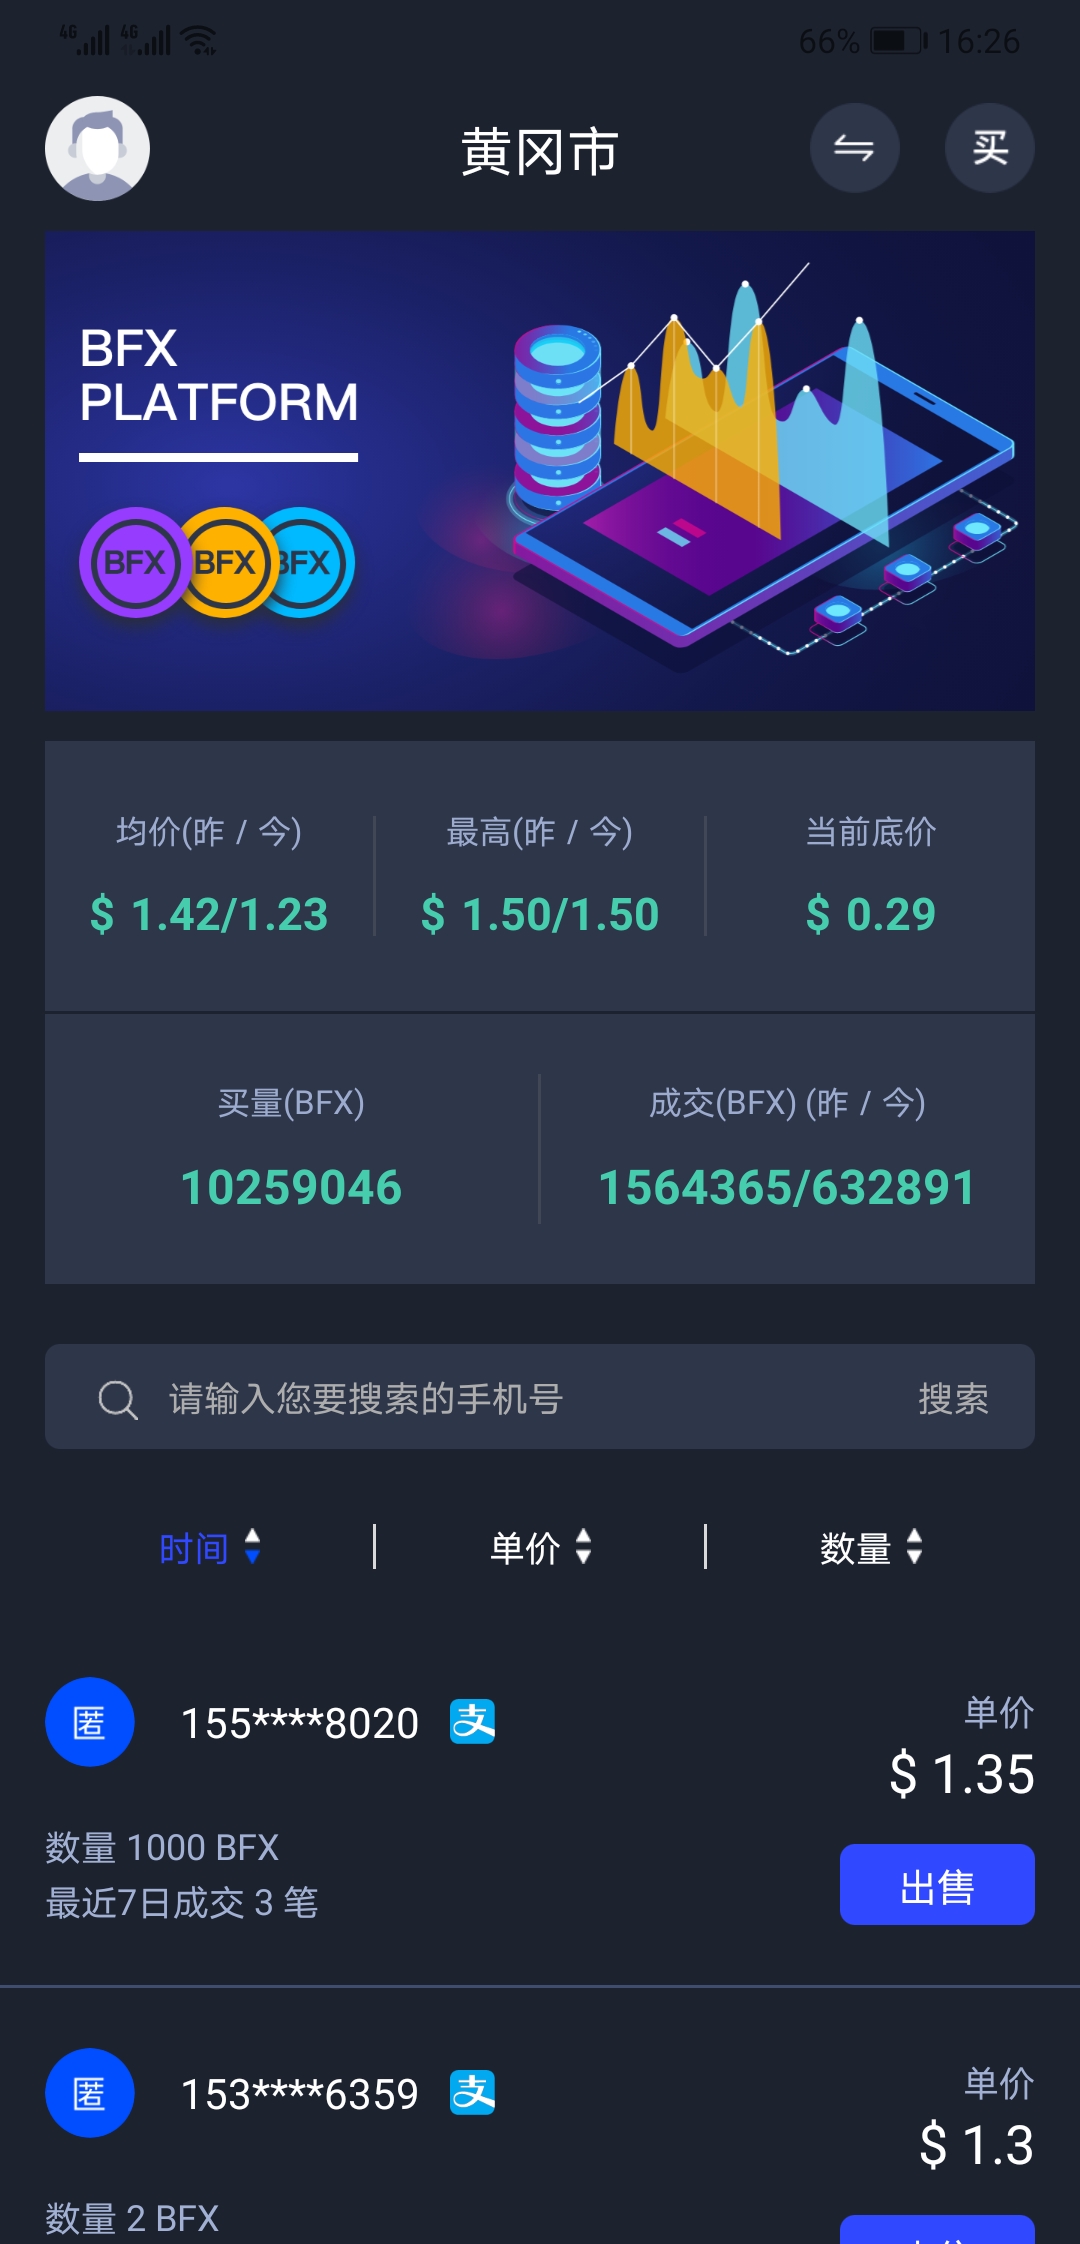 4G 4G 66% 16:26
黄冈市
买
BFX
PLATFORM
BFX BFX BFX
均价(昨 / 今) 最高(昨 / 今) 当前底价
$ 1.42/1.23 $ 1.50/1.50 $ 0.29
买量(BFX) 成交(BFX) (昨 / 今)
10259046 1564365/632891
请输入您要搜索的手机号 搜索
时间 单价 数量
匿 155****8020 支 单价
$ 1.35
数量 1000 BFX
最近7日成交 3 笔
出售
匿 153****6359 支 单价
$ 1.3
数量 2 BFX